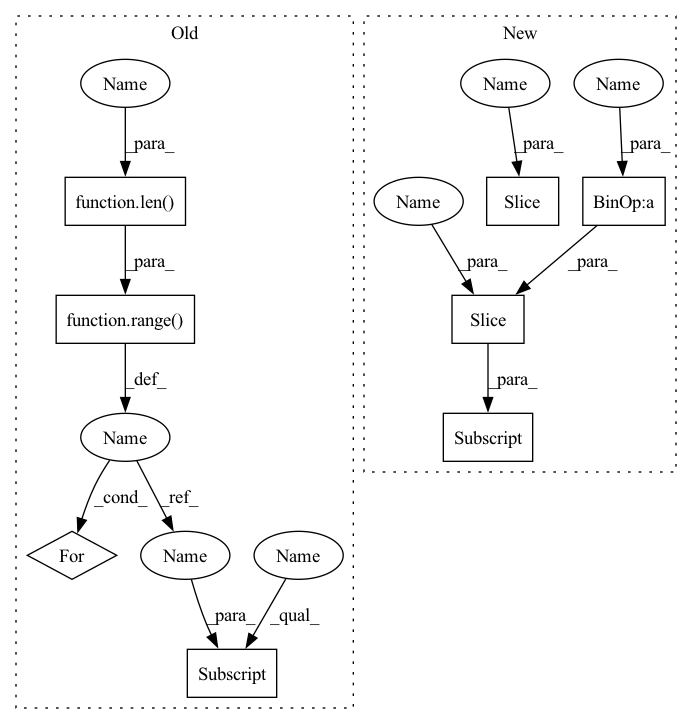 Old
New
Name
Name
Name
_para_
_para_
_para_
function.len()
Name
Slice
BinOp:a
_para_
_para_
_para_
function.range()
Slice
_def_
_para_
Name
Subscript
_cond_
_ref_
For
Name
Name
_para_
_qual_
Subscript